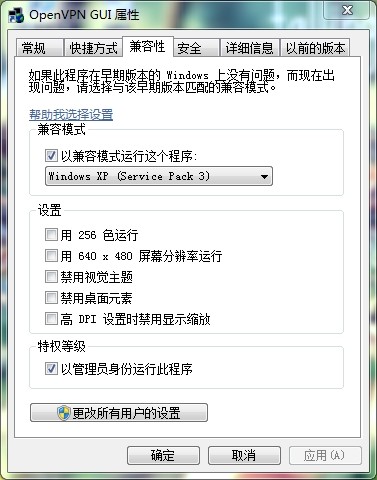 OpenVPN GUI 属性
常规
快捷方式
兼容性
安全
详细信息
以前的版本
如果此程序在早期版本的 Windows 上没有问题，而现在出
现问题，请选择与该早期版本匹配的兼容模式。
帮助我选择设置
兼容模式
以兼容模式运行这个程序:
Windows XP (Service Pack 3)
设置
用 256 色运行
用 640 x 480 屏幕分辨率运行
禁用视觉主题
禁用桌面元素
高 DPI 设置时禁用显示缩放
特权等级
以管理员身份运行此程序
更改所有用户的设置
确定
取消
应用(A)